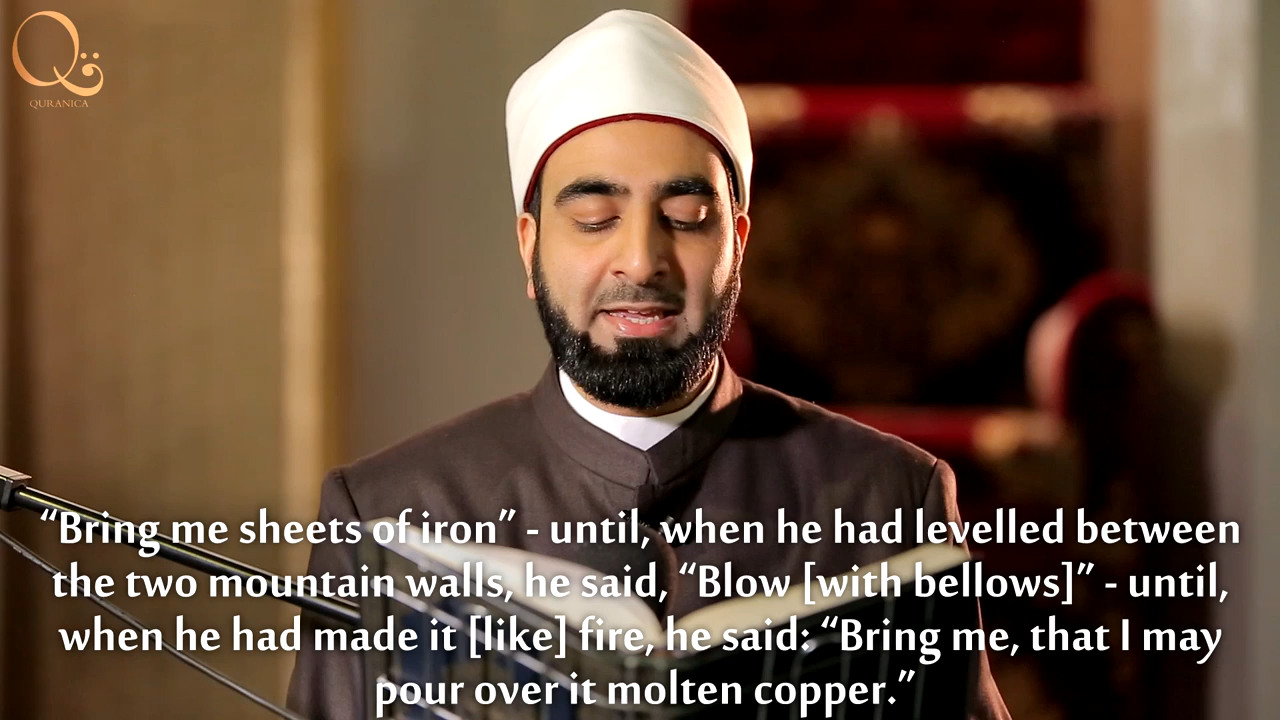 QURANICA
“Bring me sheets of iron” - until, when he had levelled between
the two mountain walls, he said, “Blow [with bellows]” - until,
when he had made it [like] fire, he said: “Bring me, that I may
pour over it molten copper.”